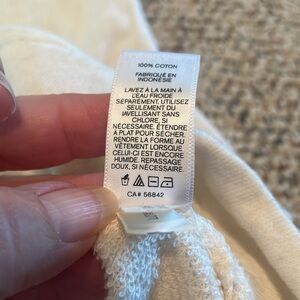 100% COTON
FABRIQUÉ EN
INDONÉSIE
LAVEZ À LA MAIN À
L'EAU FROIDE
SÉPARÉMENT. UTILISEZ
SEULEMENT DU
JAVELLISANT SANS
CHLORE, SI
NÉCESSAIRE. ÉTENDRE
À PLAT POUR SÉCHER.
RENDRE LA FORME AU
VÊTEMENT LORSQUE
CELUI-CI EST ENCORE
HUMIDE. REPASSAGE
DOUX, SI NÉCESSAIRE.
CA# 56842